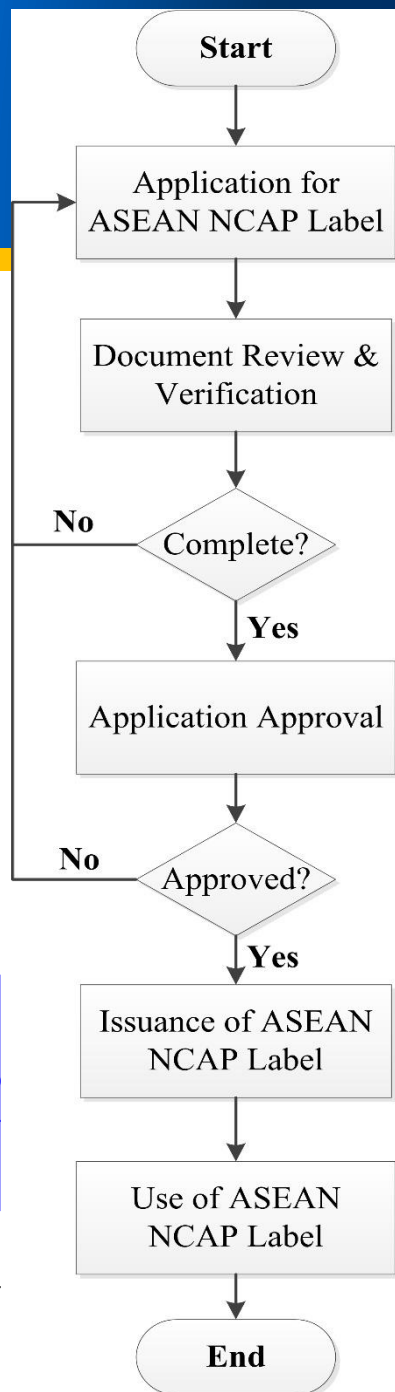 Start
Application for
ASEAN NCAP Label
Document Review &
Verification
No
Complete?
Yes
Application Approval
No
Approved?
Yes
Issuance of ASEAN
NCAP Label
Use of ASEAN
NCAP Label
End